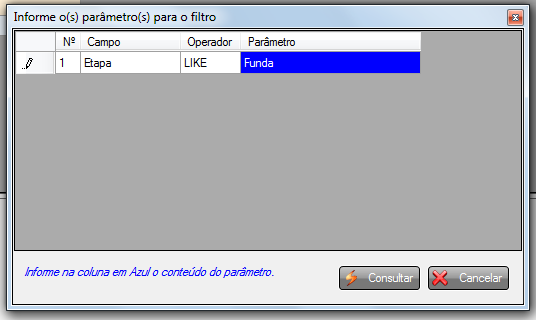 Informe o(s) parâmetro(s) para o filtro
Nº Campo Operador Parâmetro
1 Etapa LIKE Funda
Informe na coluna em Azul o conteúdo do parâmetro.
Consultar Cancelar